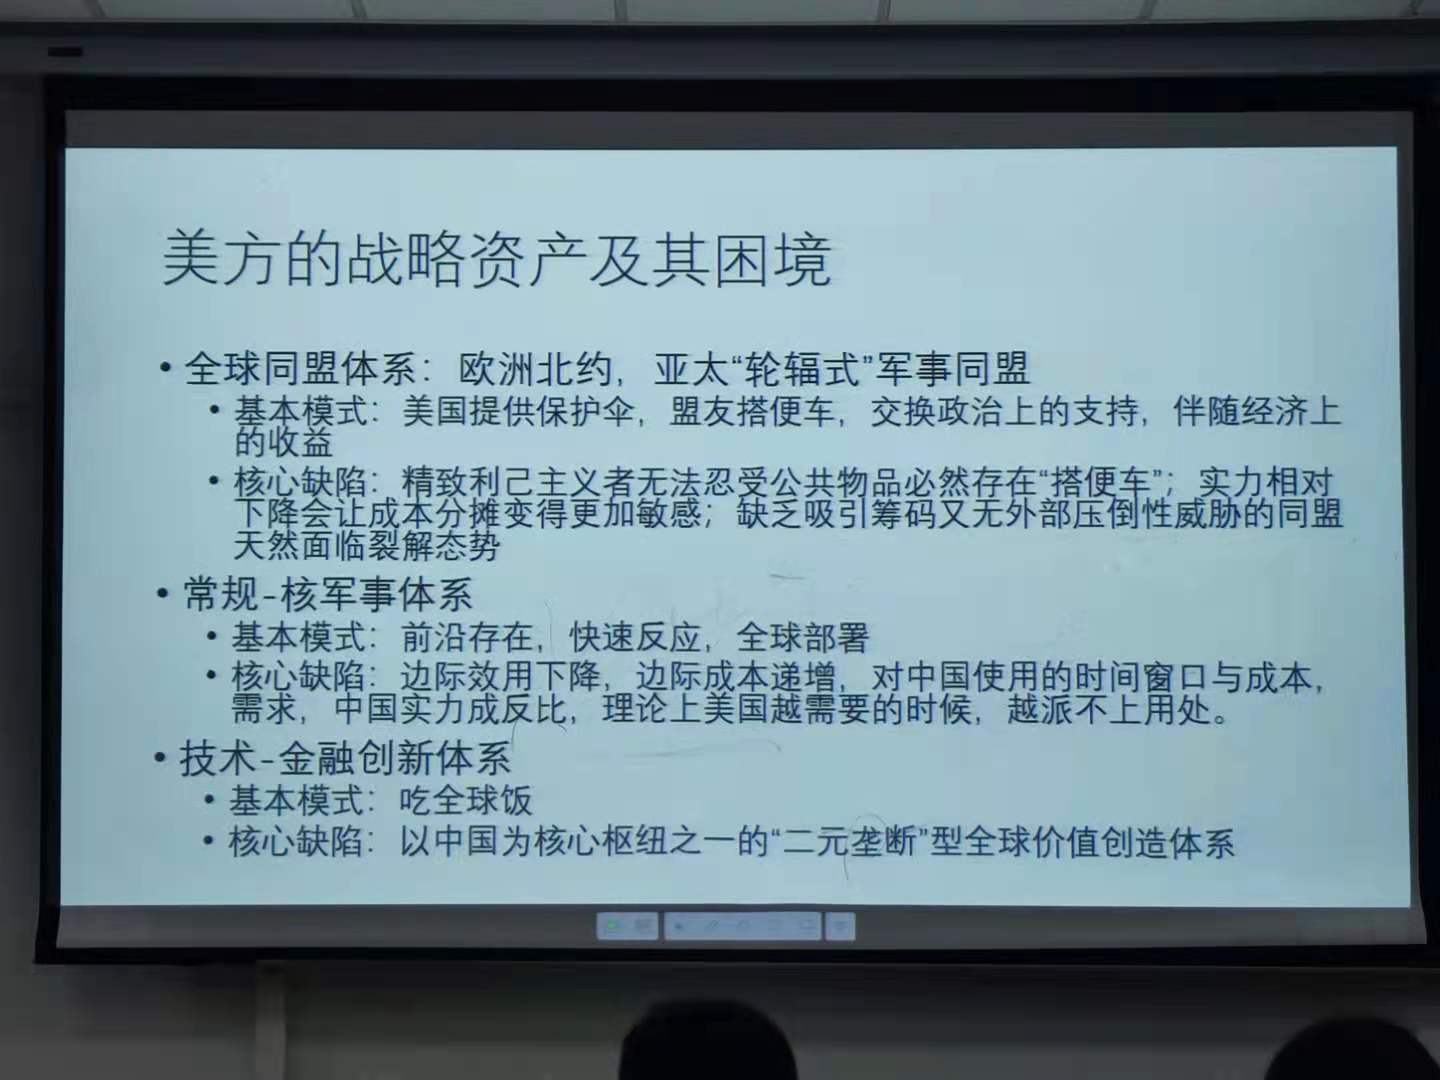 美方的战略资产及其困境
• 全球同盟体系：欧洲北约，亚太“轮辐式”军事同盟
• 基本模式：美国提供保护伞，盟友搭便车，交换政治上的支持，伴随经济上
的收益
• 核心缺陷：精致利己主义者无法忍受公共物品必然存在“搭便车”；实力相对
下降会让成本分摊变得更加敏感；缺乏吸引筹码又无外部压倒性威胁的同盟
天然面临裂解态势
• 常规-核军事体系
• 基本模式：前沿存在，快速反应，全球部署
• 核心缺陷：边际效用下降，边际成本递增，对中国使用的时间窗口与成本，
需求，中国实力成反比，理论上美国越需要的时候，越派不上用处。
• 技术-金融创新体系
• 基本模式：吃全球饭
• 核心缺陷：以中国为核心枢纽之一的“二元垄断”型全球价值创造体系